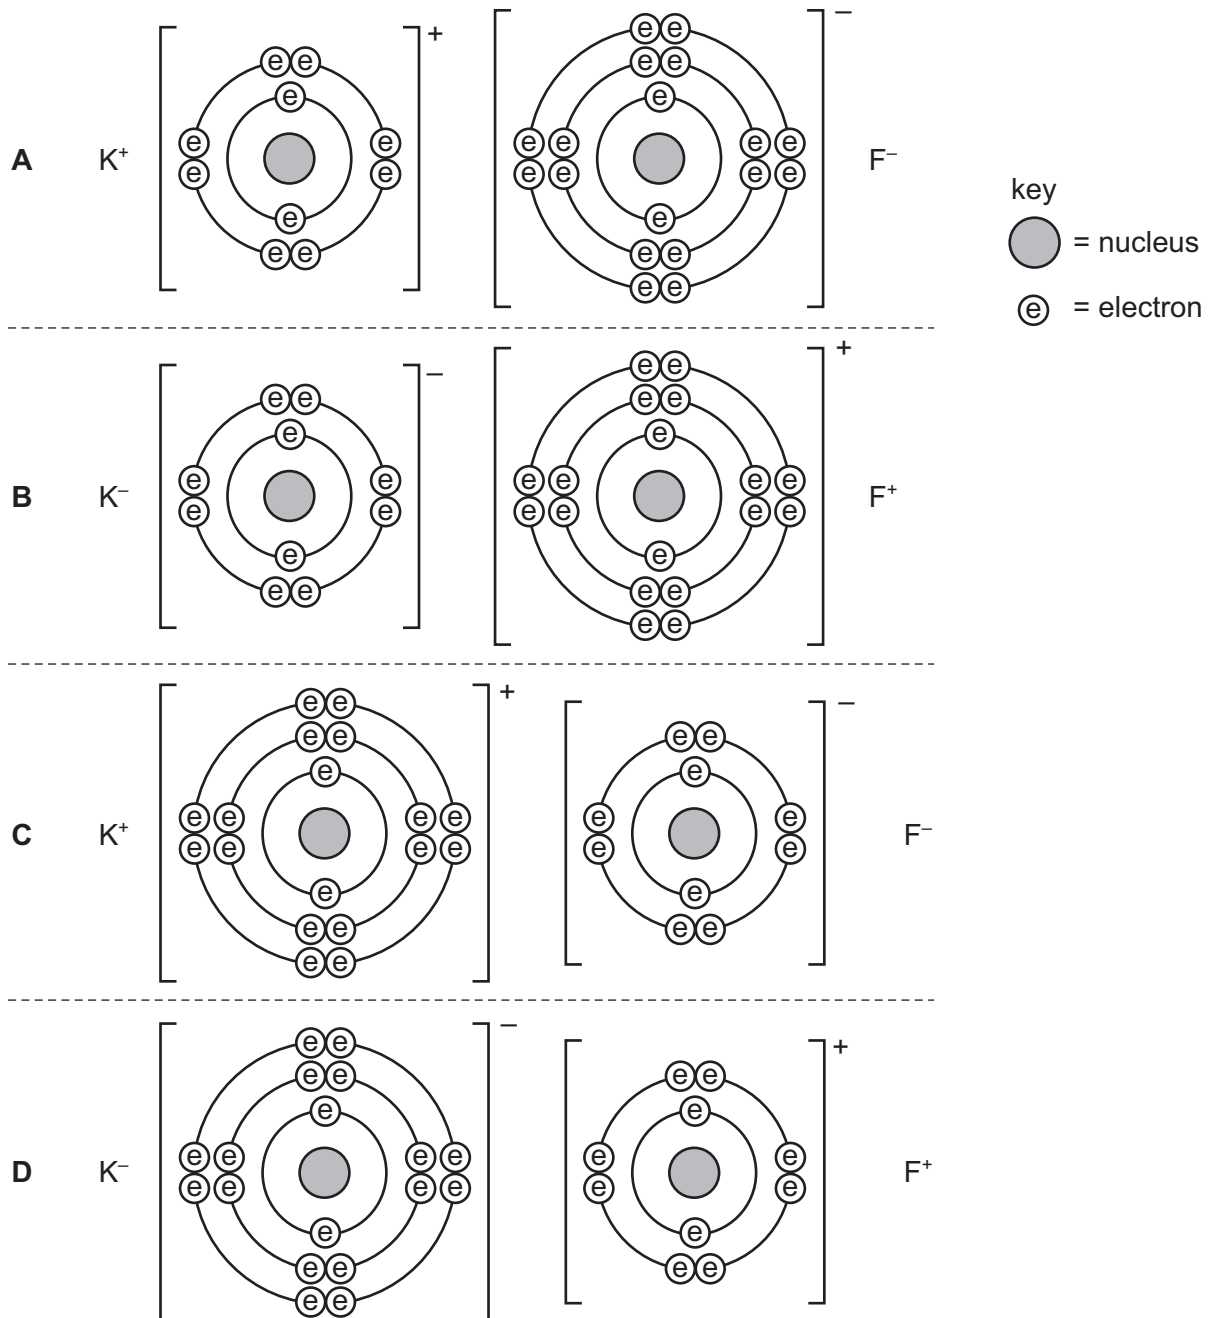 A K⁺ [ e e e e e e e e e e ]⁺ [ e e e e e e e e e e e e e e e e e e ]⁻ F⁻
key
= nucleus
e = electron
B K⁻ [ e e e e e e e e e e ]⁻ [ e e e e e e e e e e e e e e e e e e ]⁺ F⁺
C K⁺ [ e e e e e e e e e e e e e e e e e e ]⁺ [ e e e e e e e e e e ]⁻ F⁻
D K⁻ [ e e e e e e e e e e e e e e e e e e ]⁻ [ e e e e e e e e e e ]⁺ F⁺